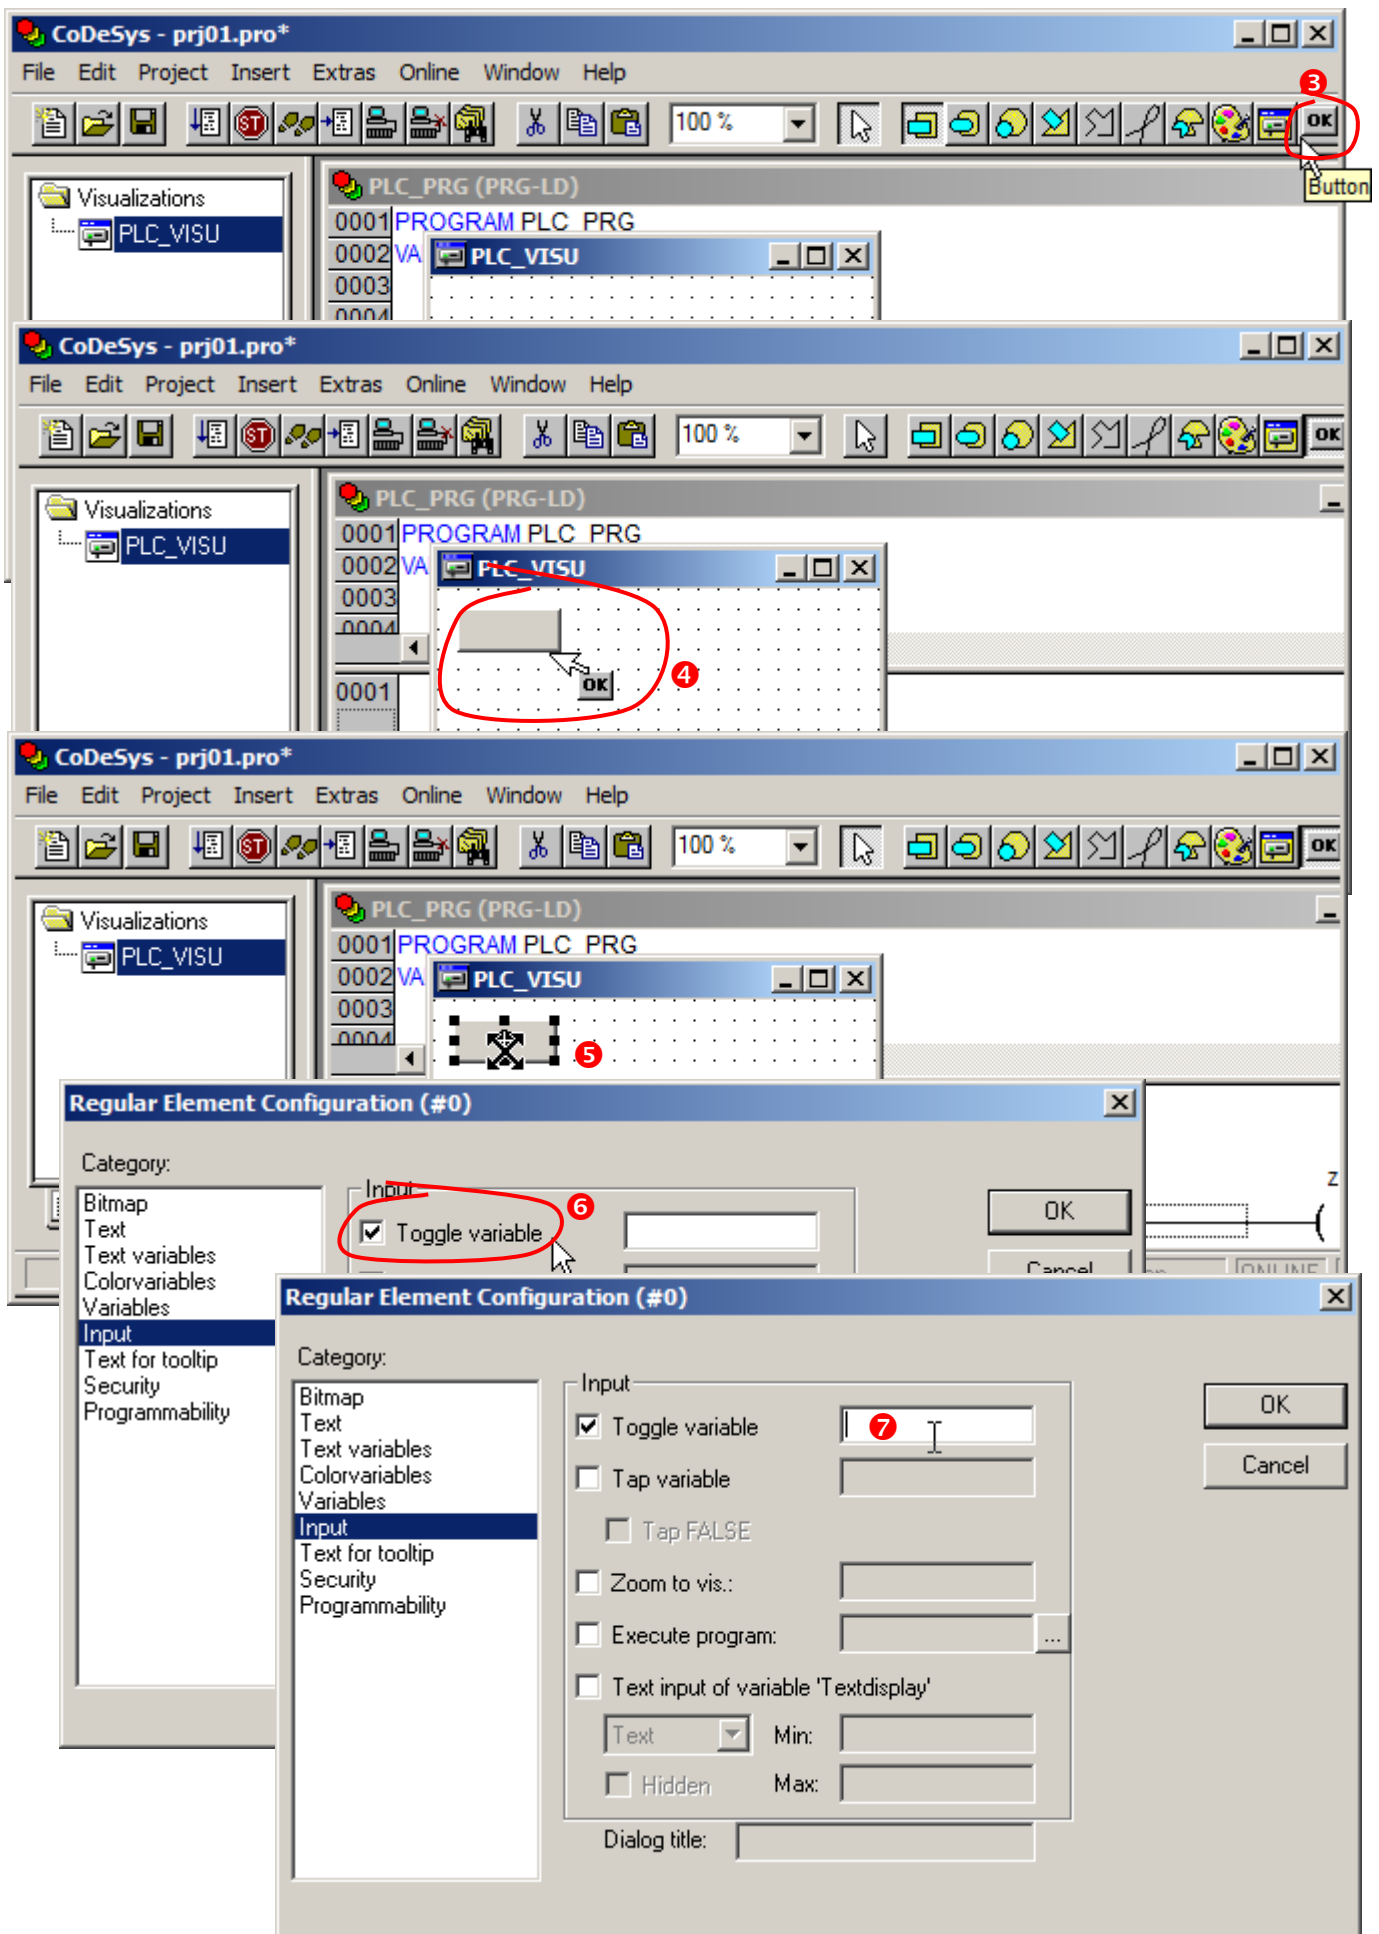 CoDeSys - prj01.pro*
File Edit Project Insert Extras Online Window Help
3
100 %
OK
Button
Visualizations
PLC_VISU
PLC_PRG (PRG-LD)
0001 PROGRAM PLC_PRG
0002 VA
PLC_VISU
0003
0004
CoDeSys - prj01.pro*
File Edit Project Insert Extras Online Window Help
100 %
OK
Visualizations
PLC_VISU
PLC_PRG (PRG-LD)
0001 PROGRAM PLC_PRG
0002 VA
PLC_VISU
0003
0004
OK
4
0001
CoDeSys - prj01.pro*
File Edit Project Insert Extras Online Window Help
100 %
OK
Visualizations
PLC_VISU
PLC_PRG (PRG-LD)
0001 PROGRAM PLC_PRG
0002 VA
PLC_VISU
0003
0004
5
Z
ONLINE
Regular Element Configuration (#0)
Category:
Bitmap
Text
Text variables
Colorvariables
Variables
Input
Text for tooltip
Security
Programmability
Input
6
Toggle variable
OK
Cancel
Regular Element Configuration (#0)
Category:
Bitmap
Text
Text variables
Colorvariables
Variables
Input
Text for tooltip
Security
Programmability
Input
Toggle variable
7
Tap variable
Tap FALSE
Zoom to vis.:
Execute program:
...
Text input of variable 'Textdisplay'
Text
Min:
Hidden
Max:
Dialog title:
OK
Cancel